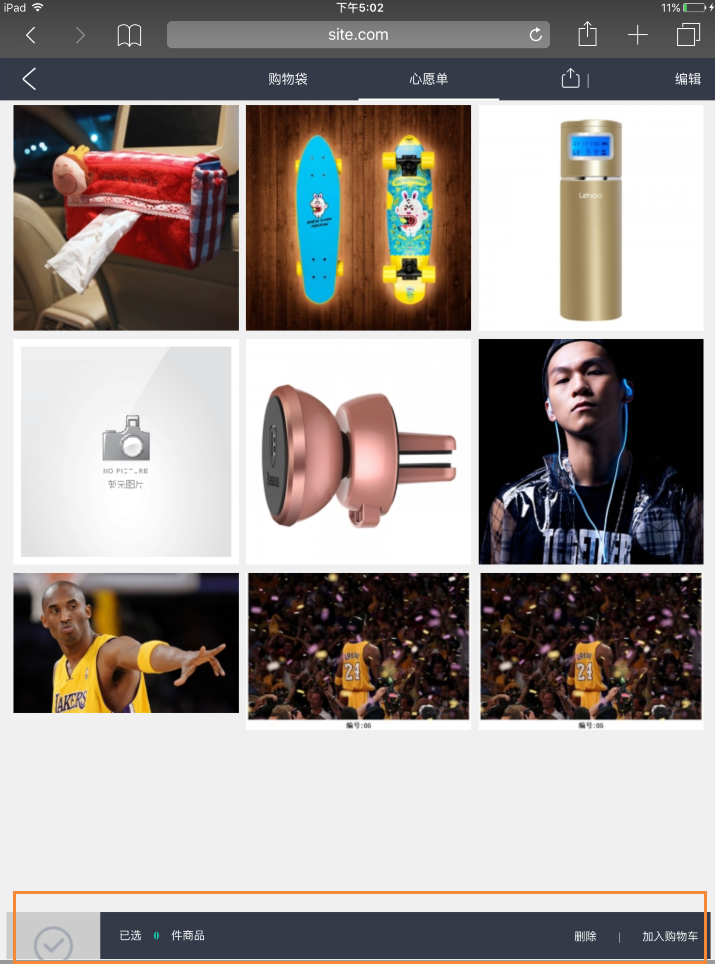 iPad 下午5:02 11%
site.com
购物袋 心愿单 | 编辑
Umoo
NO PICTURE
暂无图片
Baseus
TOGETHER
LAKERS
24
24
编号:05
编号:05
已选 0 件商品 删除 | 加入购物车